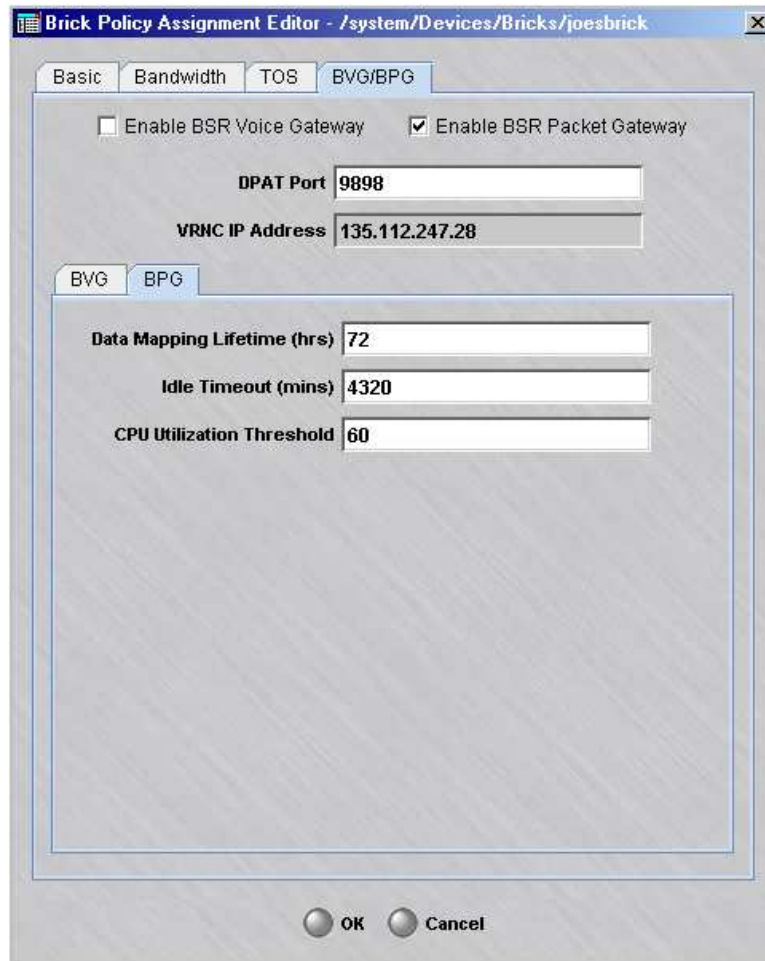 Brick Policy Assignment Editor - /system/Devices/Bricks/joesbrick
Basic Bandwidth TOS BVG/BPG
Enable BSR Voice Gateway Enable BSR Packet Gateway
DPAT Port 9898
VRNC IP Address 135.112.247.28
BVG BPG
Data Mapping Lifetime (hrs) 72
Idle Timeout (mins) 4320
CPU Utilization Threshold 60
OK Cancel